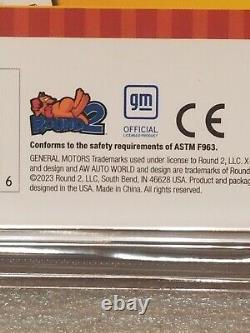 ROUND 2
gm
OFFICIAL
LICENSED PRODUCT
CE
Conforms to the safety requirements of ASTM F963.
GENERAL MOTORS Trademarks used under license to Round 2, LLC. X-
and design and AW AUTO WORLD and design are trademarks of Round
©2023 Round 2, LLC, South Bend, IN 46628 USA. Product and packag
designed in the USA. Made in China. All rights reserved.
6